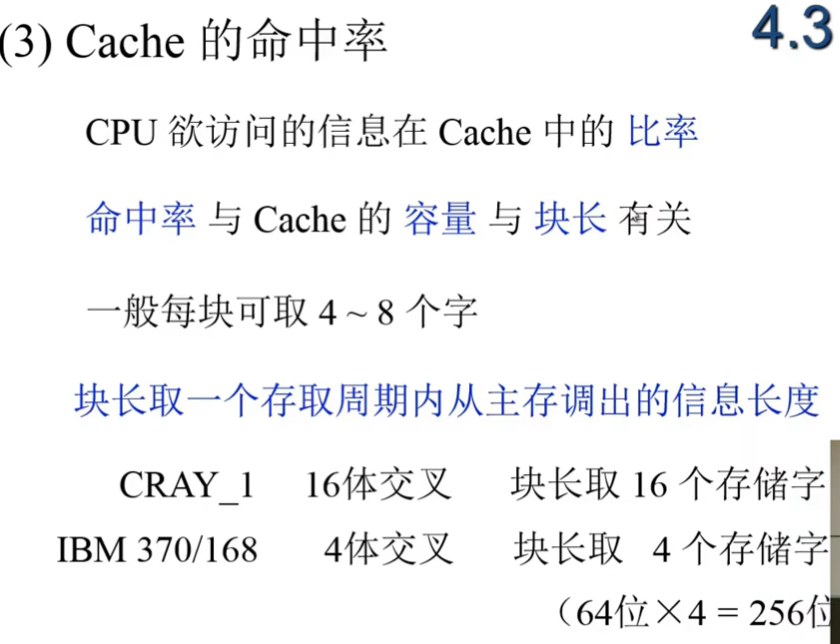 (3) Cache 的命中率
4.3
CPU 欲访问的信息在 Cache 中的 比率
命中率 与 Cache 的 容量 与 块长 有关
一般每块可取 4 ~ 8 个字
块长取一个存取周期内从主存调出的信息长度
CRAY_1 16体交叉 块长取 16 个存储字
IBM 370/168 4体交叉 块长取 4 个存储字
（64位×4 = 256位